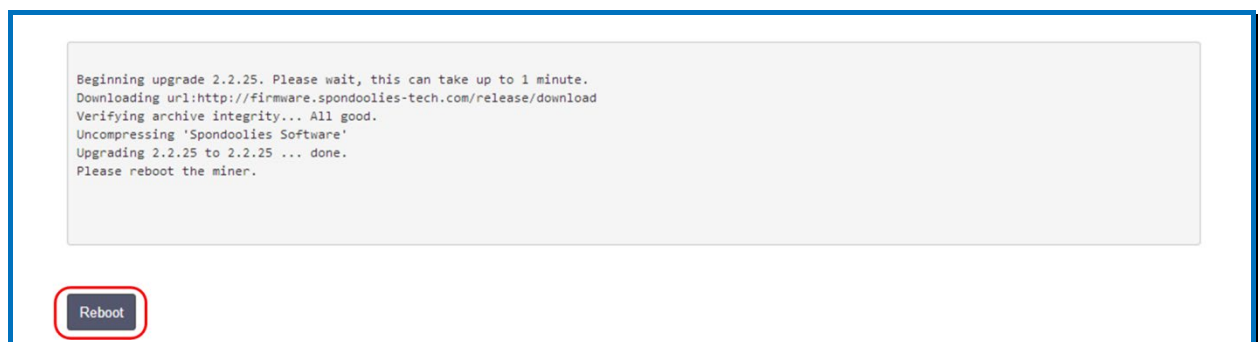 Beginning upgrade 2.2.25. Please wait, this can take up to 1 minute.
Downloading url:http://firmware.spondoolies-tech.com/release/download
Verifying archive integrity... All good.
Uncompressing 'Spondoolies Software'
Upgrading 2.2.25 to 2.2.25 ... done.
Please reboot the miner.
Reboot